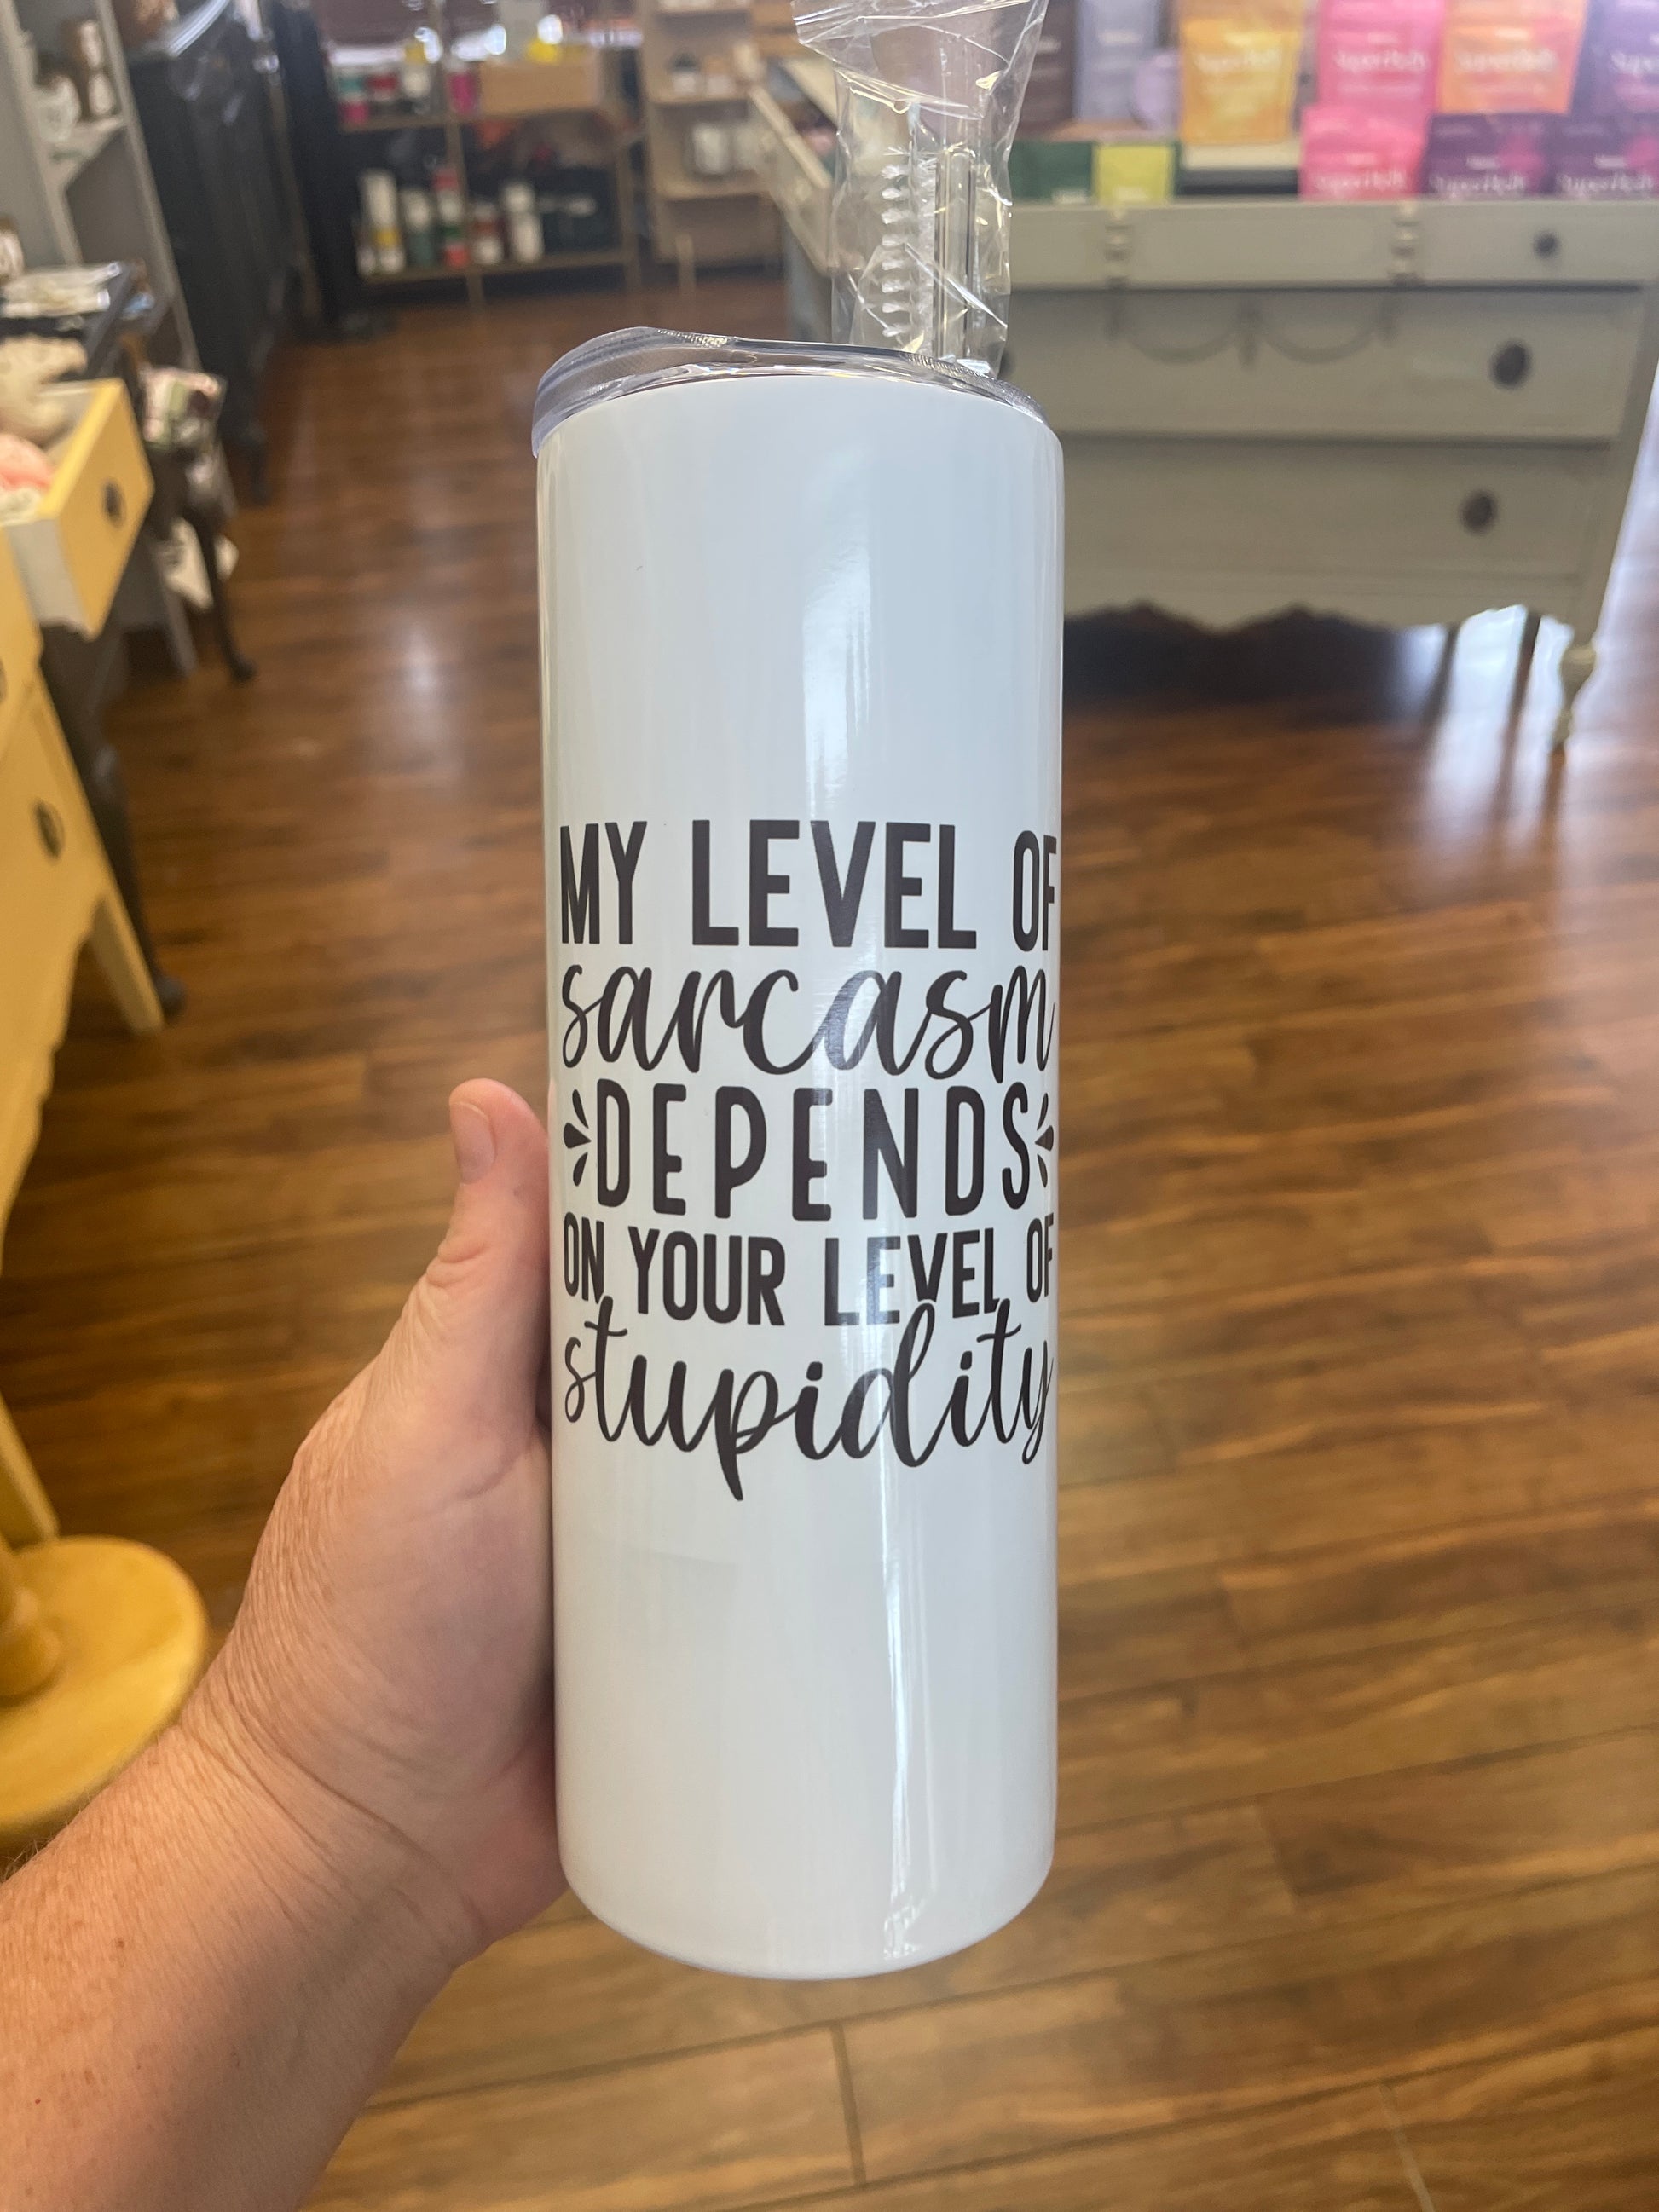 MY LEVEL OF
sarcasm
DEPENDS
ON YOUR LEVEL OF
stupidity